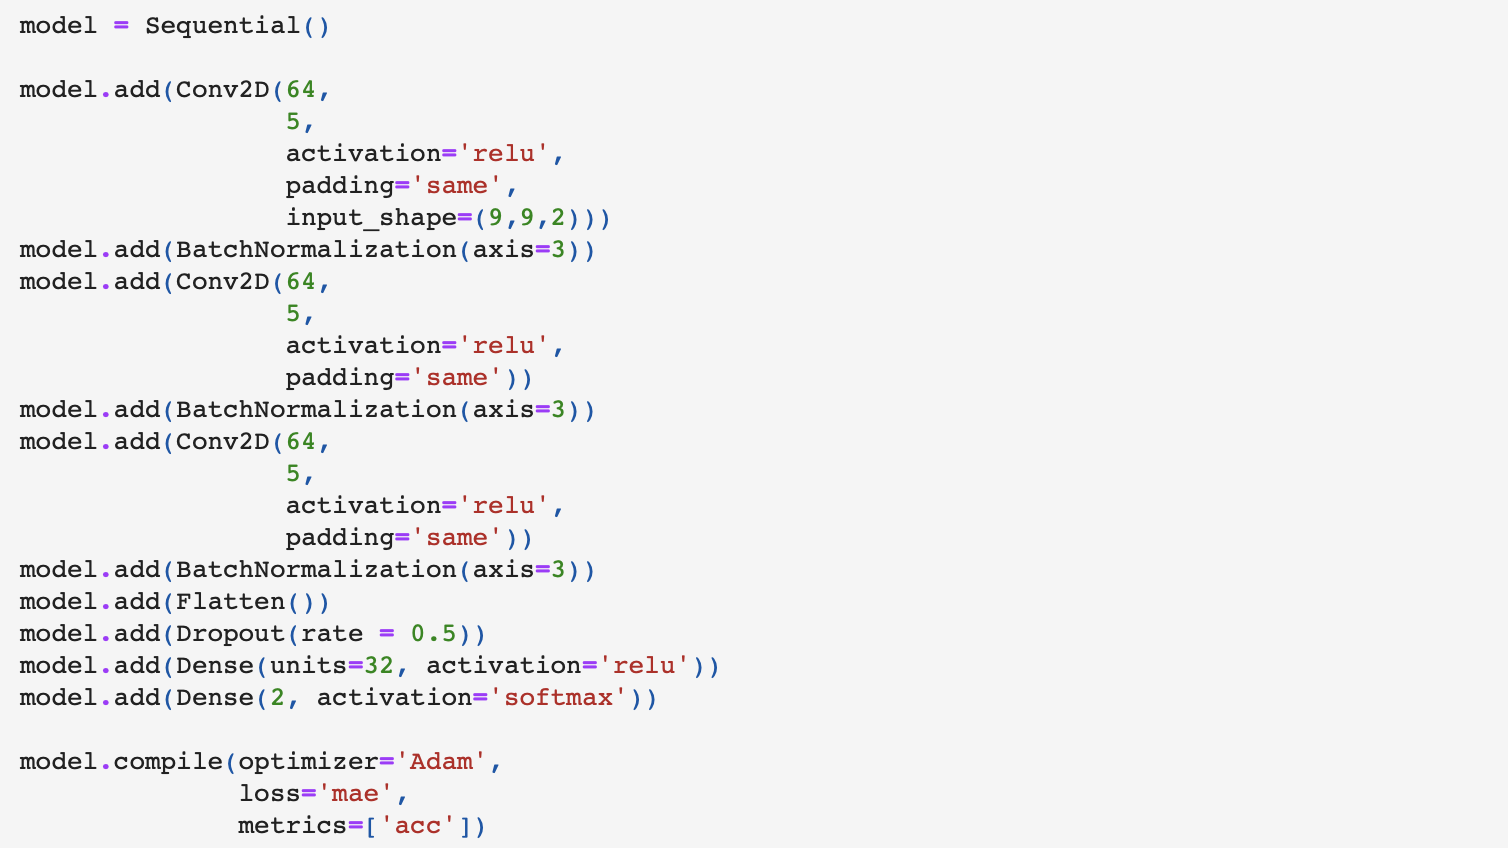 model = Sequential()

model.add(Conv2D(64,
                 5,
                 activation='relu',
                 padding='same',
                 input_shape=(9,9,2)))
model.add(BatchNormalization(axis=3))
model.add(Conv2D(64,
                 5,
                 activation='relu',
                 padding='same'))
model.add(BatchNormalization(axis=3))
model.add(Conv2D(64,
                 5,
                 activation='relu',
                 padding='same'))
model.add(BatchNormalization(axis=3))
model.add(Flatten())
model.add(Dropout(rate = 0.5))
model.add(Dense(units=32, activation='relu'))
model.add(Dense(2, activation='softmax'))

model.compile(optimizer='Adam',
              loss='mae',
              metrics=['acc'])